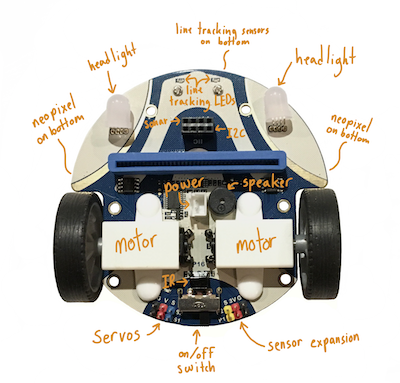 line tracking sensors
on bottom
headlight
headlight
line
tracking LEDs
neopixel
on bottom
neopixel
on bottom
Sonar
I2C
power
speaker
motor
motor
IR
P16
Servos
on/off
switch
sensor expansion